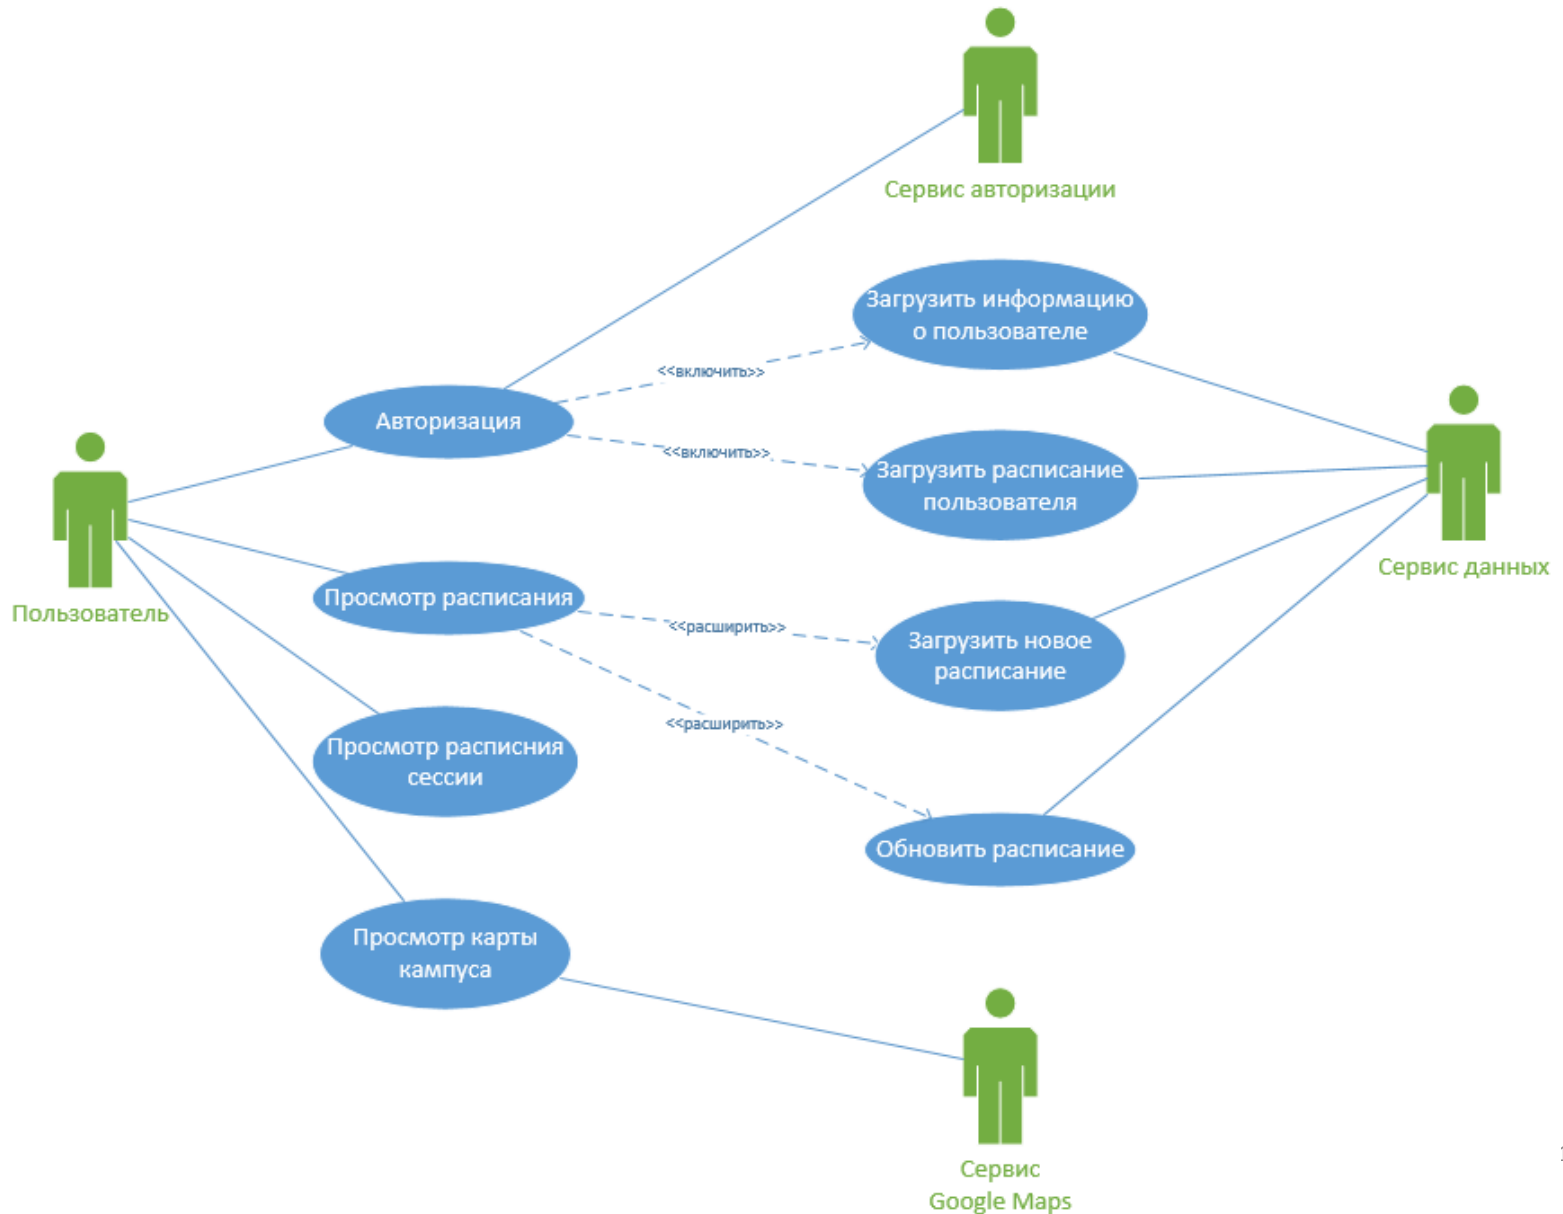 Сервис авторизации
Загрузить информацию
о пользователе
<<включить>>
Авторизация
<<включить>>
Загрузить расписание
пользователя
Сервис данных
Пользователь
Просмотр расписания
<<расширить>>
Загрузить новое
расписание
<<расширить>>
Просмотр расписния
сессии
Обновить расписание
Просмотр карты
кампуса
Сервис
Google Maps